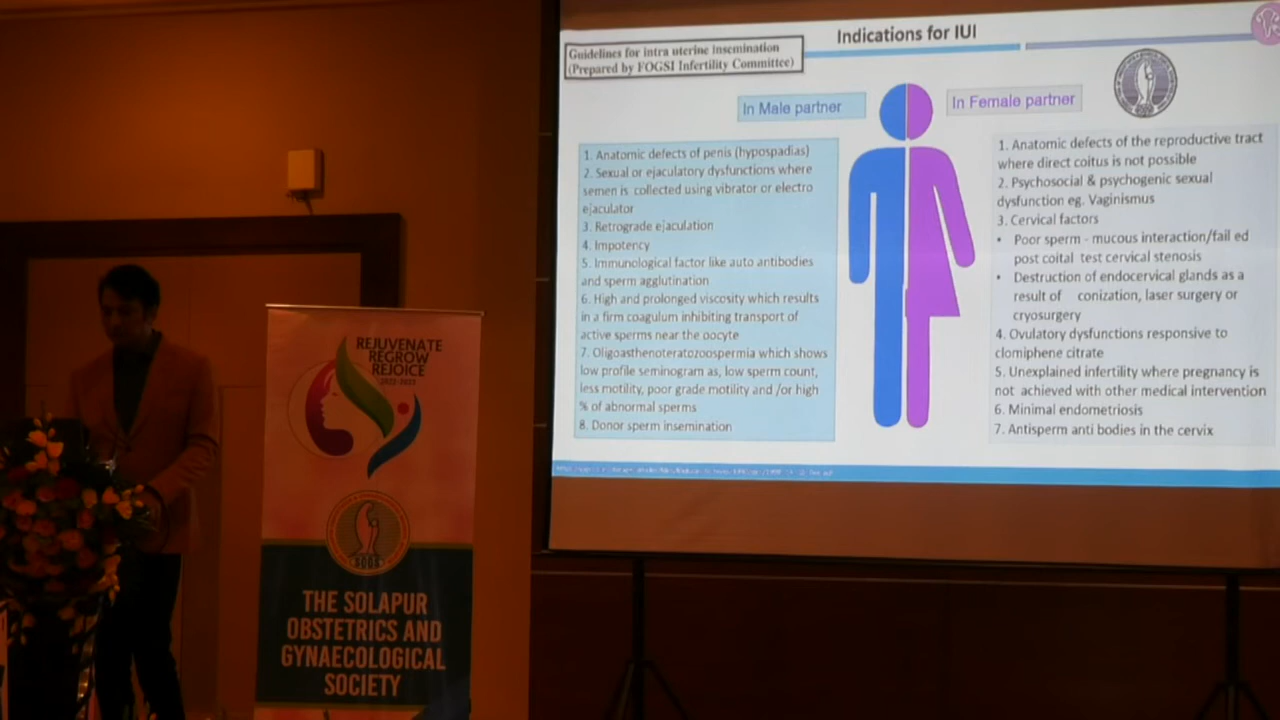 Indications for IUI
Guidelines for intra uterine insemination
(Prepared by FOGSI Infertility Committee)
In Male partner
In Female partner
1. Anatomic defects of penis (hypospadias)
2. Sexual or ejaculatory dysfunctions where
semen is collected using vibrator or electro
ejaculator
3. Retrograde ejaculation
4. Impotency
5. Immunological factor like auto antibodies
and sperm agglutination
6. High and prolonged viscosity which results
in a firm coagulum inhibiting transport of
active sperms near the oocyte
7. Oligoasthenoteratozoospermia which shows
low profile seminogram as, low sperm count,
less motility, poor grade motility and /or high
% of abnormal sperms
8. Donor sperm insemination
1. Anatomic defects of the reproductive tract
where direct coitus is not possible
2. Psychosocial & psychogenic sexual
dysfunction eg. Vaginismus
3. Cervical factors
• Poor sperm - mucous interaction/fail ed
post coital test cervical stenosis
• Destruction of endocervical glands as a
result of conization, laser surgery or
cryosurgery
4. Ovulatory dysfunctions responsive to
clomiphene citrate
5. Unexplained infertility where pregnancy is
not achieved with other medical intervention
6. Minimal endometriosis
7. Antisperm anti bodies in the cervix
REJUVENATE
REGROW
REJOICE
2022-2023
SOGS
THE SOLAPUR
OBSTETRICS AND
GYNAECOLOGICAL
SOCIETY